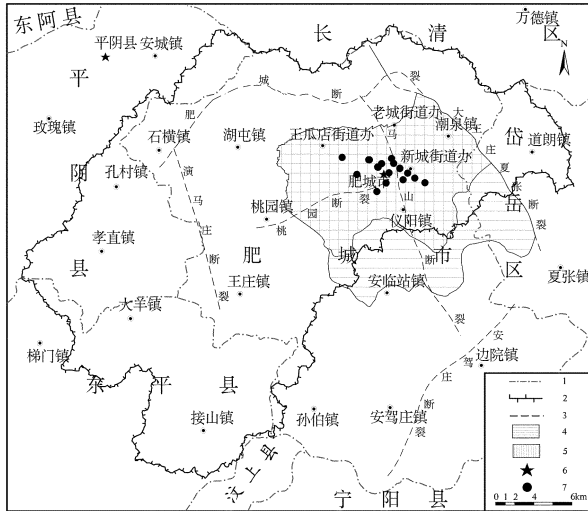 东阿县
长清区
万德镇
N
平阴县
安城镇
平阴县
城
断
裂
肥
老城街道办
大
潮泉镇
王庄
岱岳区
道朗镇
玫瑰镇
石横镇
湖屯镇
王瓜店街道办
马
新城街道办
夏
张
断
裂
孔村镇
演
马
庄
断
裂
肥城市
山
桃园镇
桃
园
断
裂
仪阳镇
孝直镇
肥城市
王庄镇
安临站镇
断
裂
夏张镇
大羊镇
梯门镇
边院镇
安
驾
庄
断
裂
东平县
接山镇
孙伯镇
安驾庄镇
汶上县
宁阳县
1
2
3
4
5
6
7
0 1 2 4 6km